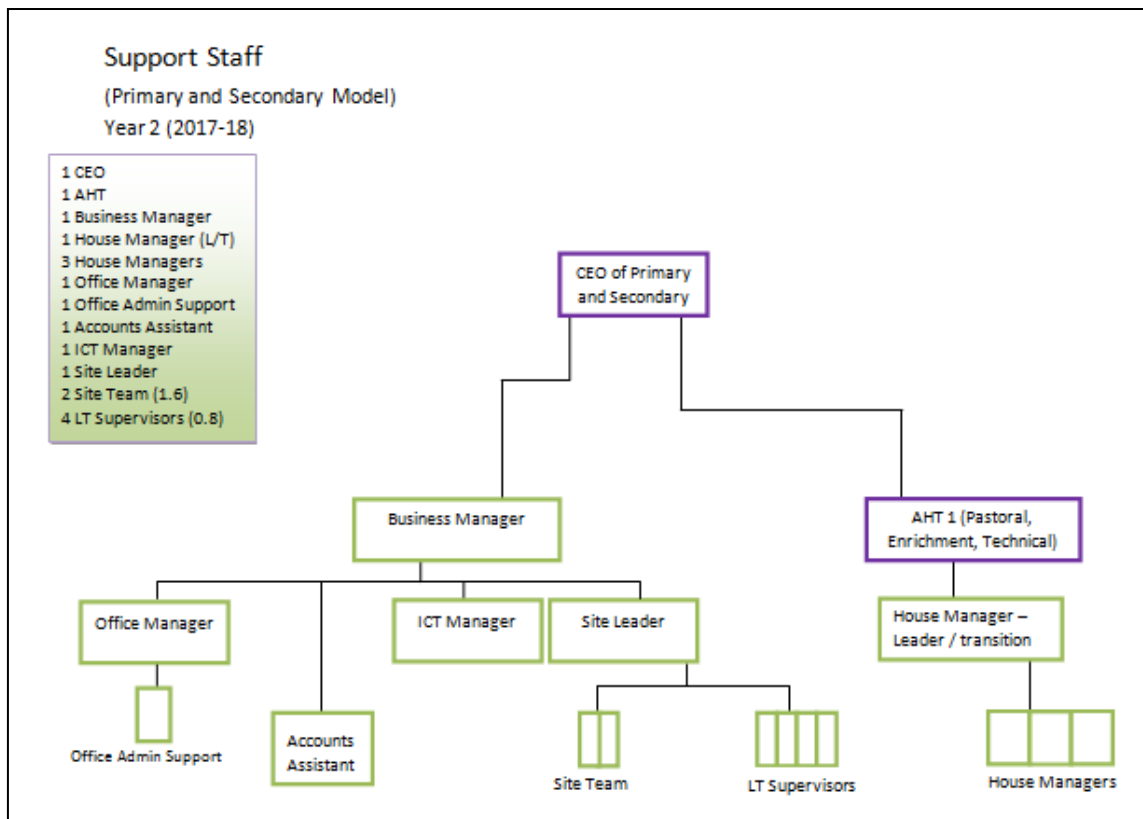 Support Staff
(Primary and Secondary Model)
Year 2 (2017-18)
1 CEO
1 AHT
1 Business Manager
1 House Manager (L/T)
3 House Managers
1 Office Manager
1 Office Admin Support
1 Accounts Assistant
1 ICT Manager
1 Site Leader
2 Site Team (1.6)
4 LT Supervisors (0.8)
CEO of Primary
and Secondary
Business Manager
AHT 1 (Pastoral,
Enrichment, Technical)
Office Manager
ICT Manager
Site Leader
House Manager –
Leader / transition
Office Admin Support
Accounts
Assistant
Site Team
LT Supervisors
House Managers